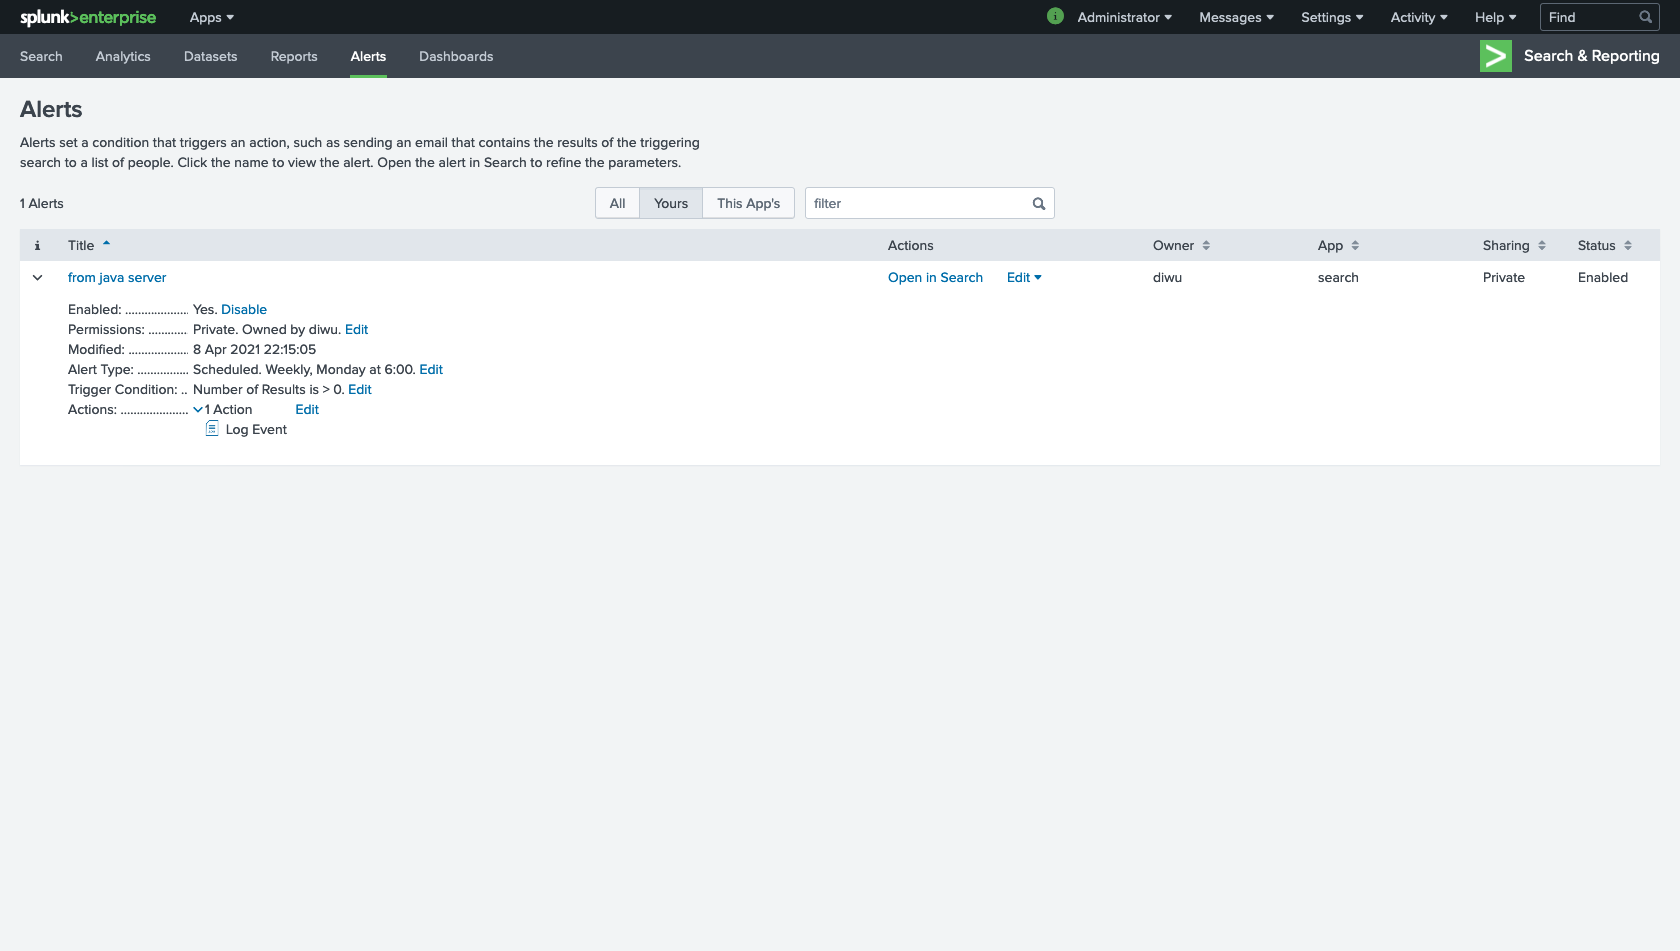 splunk>enterprise Apps Administrator Messages Settings Activity Help Find
Search Analytics Datasets Reports Alerts Dashboards Search & Reporting
Alerts
Alerts set a condition that triggers an action, such as sending an email that contains the results of the triggering
search to a list of people. Click the name to view the alert. Open the alert in Search to refine the parameters.
1 Alerts All Yours This App's filter
i Title Actions Owner App Sharing Status
from java server Open in Search Edit diwu search Private Enabled
Enabled: .................... Yes. Disable
Permissions: ............ Private. Owned by diwu. Edit
Modified: ................... 8 Apr 2021 22:15:05
Alert Type: ................ Scheduled. Weekly, Monday at 6:00. Edit
Trigger Condition: .. Number of Results is > 0. Edit
Actions: ..................... 1 Action Edit
Log Event